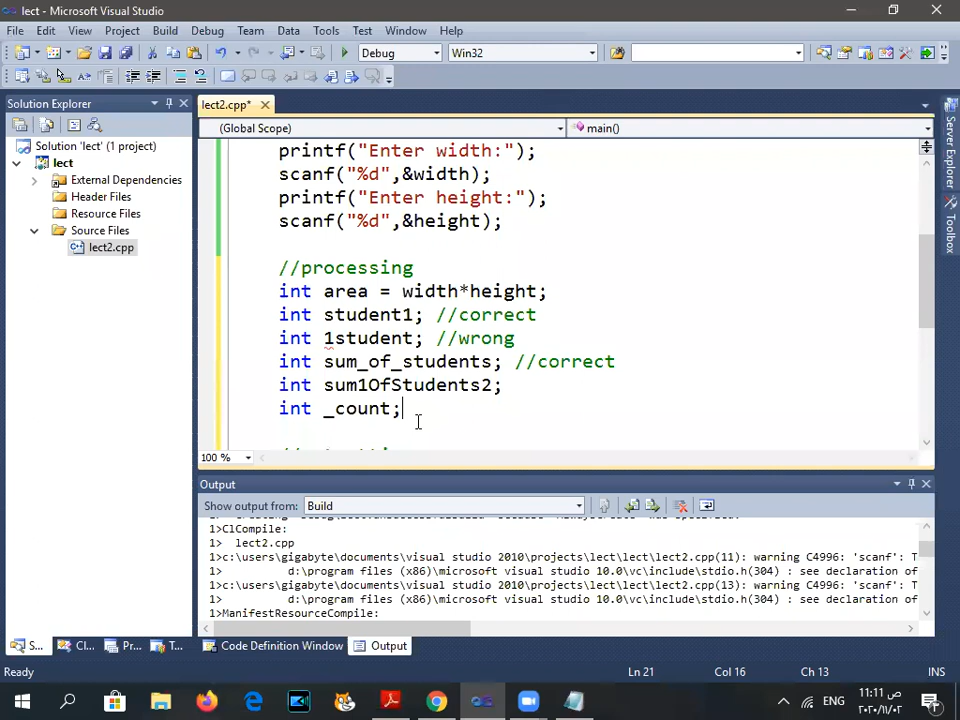 lect - Microsoft Visual Studio
File Edit View Project Build Debug Team Data Tools Test Window Help
Debug Win32
Solution Explorer
lect2.cpp*
(Global Scope) main()
Solution 'lect' (1 project)
lect
External Dependencies
Header Files
Resource Files
Source Files
lect2.cpp
printf("Enter width:");
scanf("%d",&width);
printf("Enter height:");
scanf("%d",&height);
//processing
int area = width*height;
int student1; //correct
int 1student; //wrong
int sum_of_students; //correct
int sum1OfStudents2;
int _count;
100 %
Server Explorer
Toolbox
Output
Show output from: Build
1>ClCompile:
1> lect2.cpp
1>c:\users\gigabyte\documents\visual studio 2010\projects\lect\lect\lect2.cpp(11): warning C4996: 'scanf': T
1> d:\program files (x86)\microsoft visual studio 10.0\vc\include\stdio.h(304) : see declaration of
1>c:\users\gigabyte\documents\visual studio 2010\projects\lect\lect\lect2.cpp(13): warning C4996: 'scanf': T
1> d:\program files (x86)\microsoft visual studio 10.0\vc\include\stdio.h(304) : see declaration of
1>ManifestResourceCompile:
S... Cl... Pr... T... Code Definition Window Output
Ready Ln 21 Col 16 Ch 13 INS
ENG
11:11 ص
٢٠٢٠/١١/٠٢